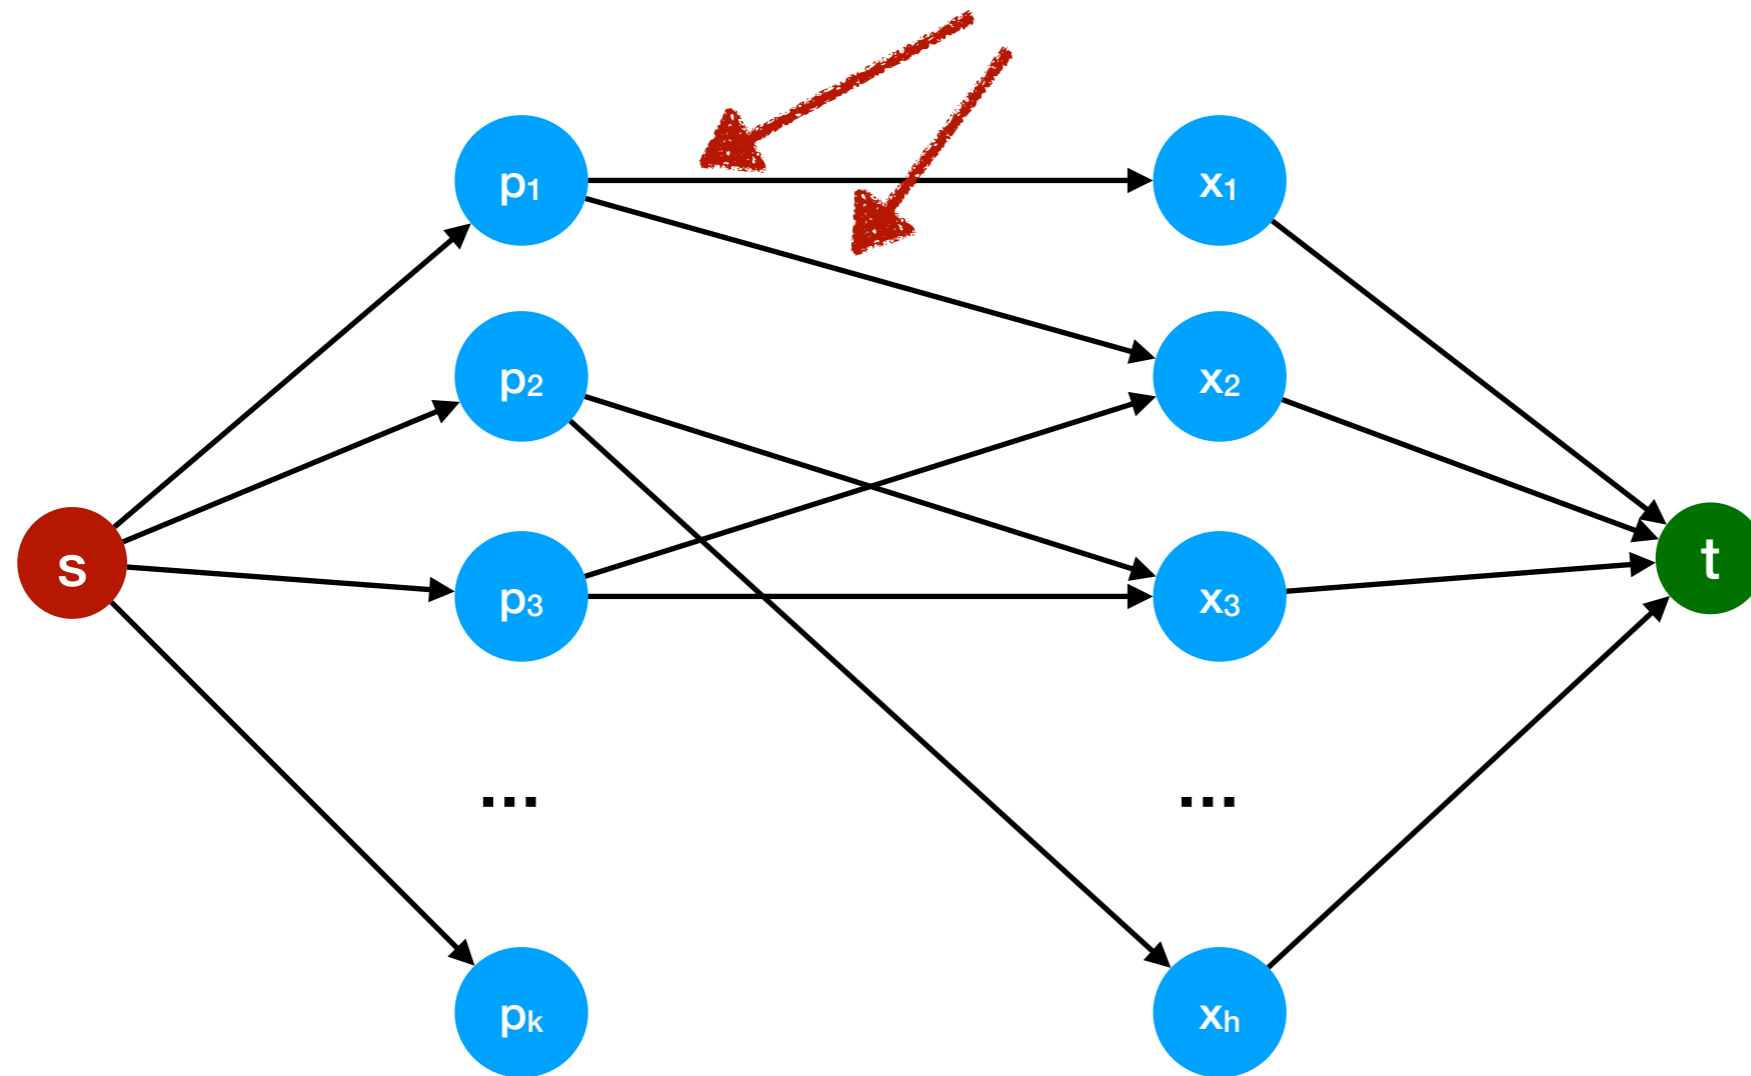 p₁ x₁
p₂ x₂
s p₃ x₃ t
... ...
pₖ xₕ